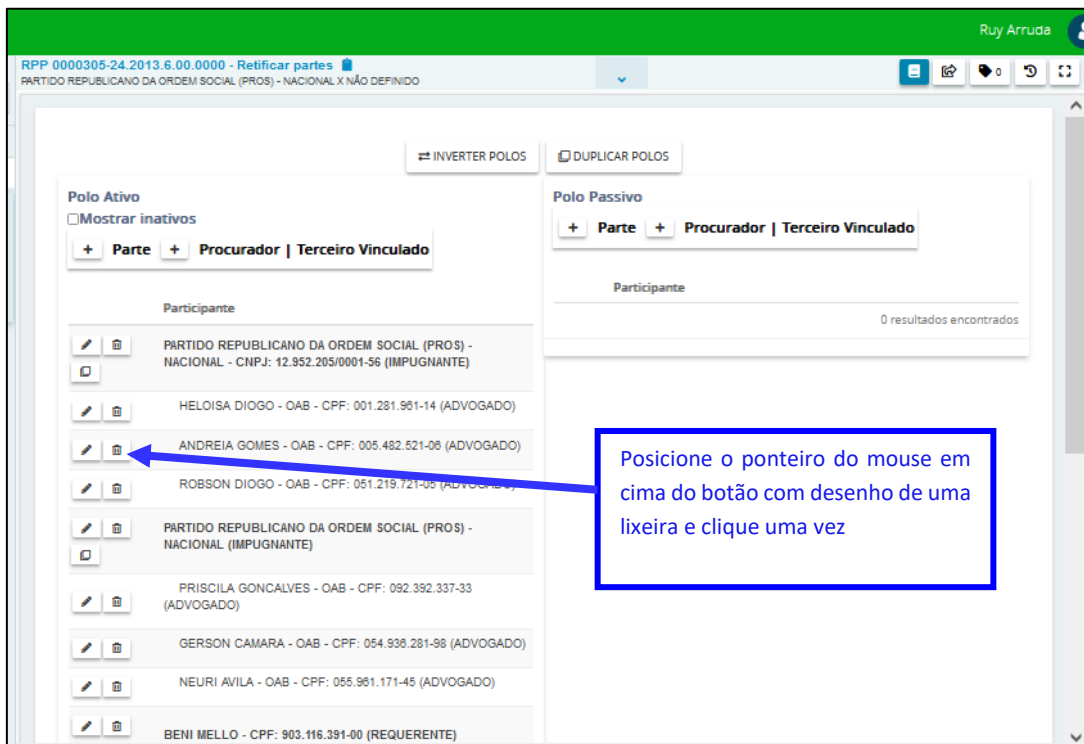 Ruy Arruda
RPP 0000305-24.2013.6.00.0000 - Retificar partes
PARTIDO REPUBLICANO DA ORDEM SOCIAL (PROS) - NACIONAL X NÃO DEFINIDO
0
INVERTER POLOS
DUPLICAR POLOS
Polo Ativo
Mostrar inativos
+ Parte + Procurador | Terceiro Vinculado
Participante
PARTIDO REPUBLICANO DA ORDEM SOCIAL (PROS) -
NACIONAL - CNPJ: 12.952.205/0001-56 (IMPUGNANTE)
HELOISA DIOGO - OAB - CPF: 001.281.961-14 (ADVOGADO)
ANDREIA GOMES - OAB - CPF: 005.482.521-06 (ADVOGADO)
ROBSON DIOGO - OAB - CPF: 051.219.721-05 (ADVOGADO)
PARTIDO REPUBLICANO DA ORDEM SOCIAL (PROS) -
NACIONAL (IMPUGNANTE)
PRISCILA GONCALVES - OAB - CPF: 092.392.337-33
(ADVOGADO)
GERSON CAMARA - OAB - CPF: 054.936.281-98 (ADVOGADO)
NEURI AVILA - OAB - CPF: 055.961.171-45 (ADVOGADO)
BENI MELLO - CPF: 903.116.391-00 (REQUERENTE)
Polo Passivo
+ Parte + Procurador | Terceiro Vinculado
Participante
0 resultados encontrados
Posicione o ponteiro do mouse em
cima do botão com desenho de uma
lixeira e clique uma vez